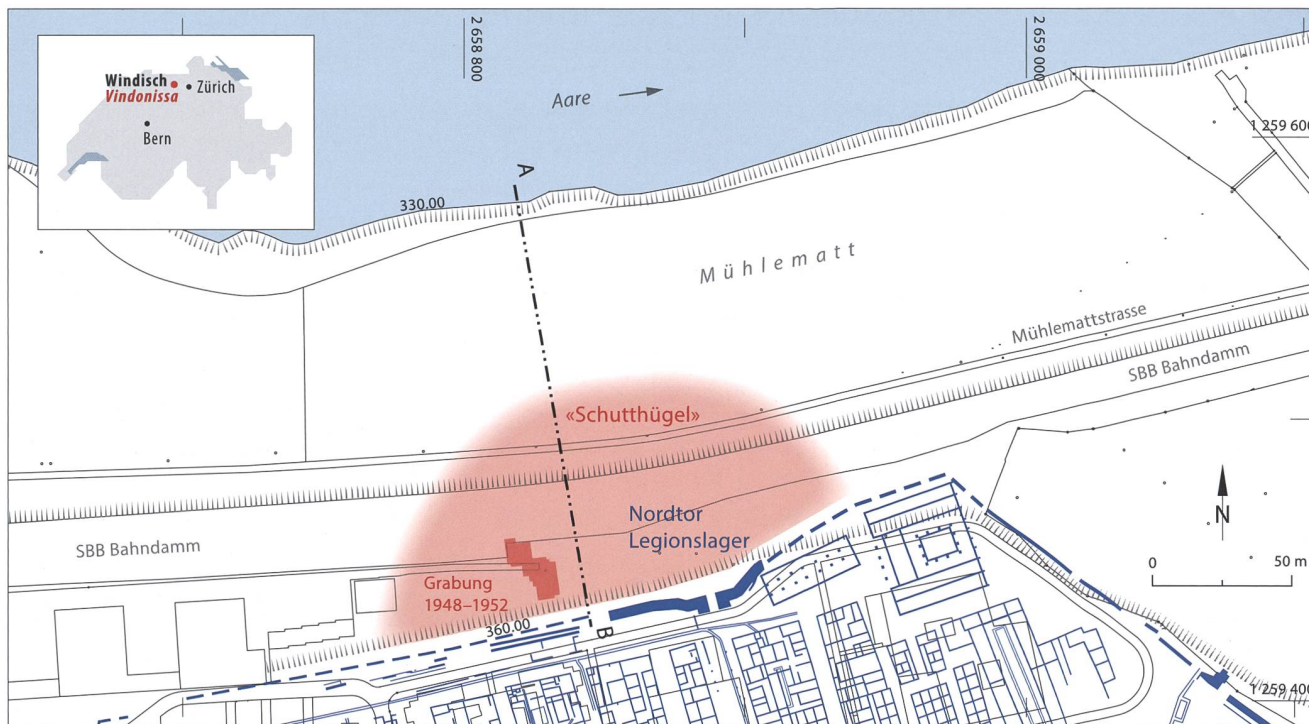 2 658 800
2 659 000
Windisch
Vindonissa
Zürich
Bern
Aare
1 259 600
A
330.00
Mühlematt
Mühlemattstrasse
SBB Bahndamm
«Schutthügel»
Nordtor
Legionslager
N
SBB Bahndamm
0 50 m
Grabung
1948–1952
360.00
B
1 259 400